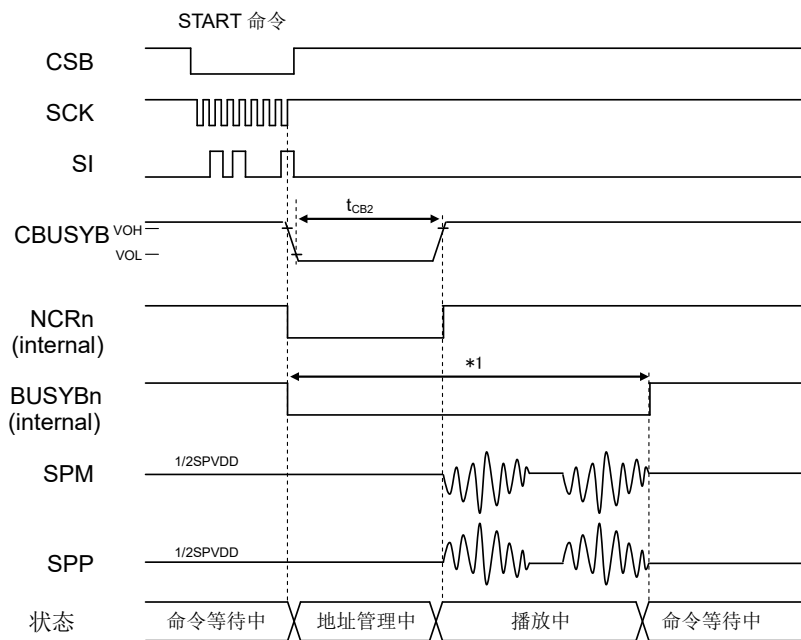 START 命令
CSB
SCK
SI
CBUSYB
VOH
VOL
tCB2
NCRn
(internal)
*1
BUSYBn
(internal)
SPM
1/2SPVDD
SPP
1/2SPVDD
状态
命令等待中
地址管理中
播放中
命令等待中